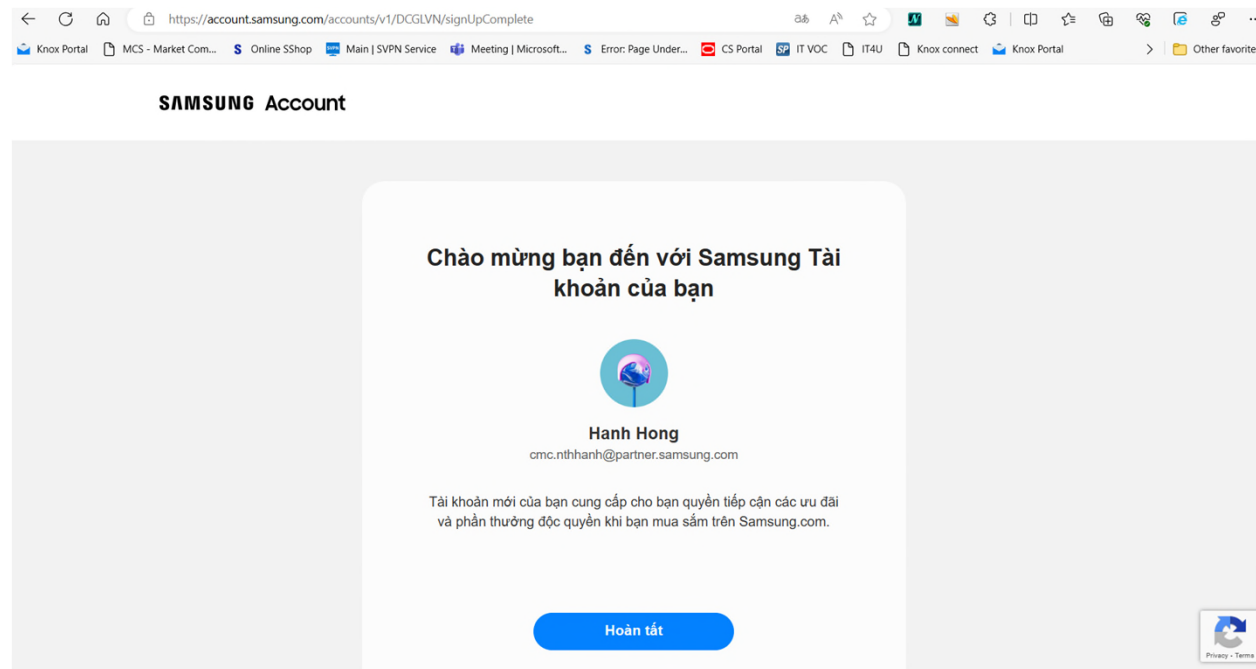 https://account.samsung.com/accounts/v1/DCGLVN/signUpComplete
Knox Portal MCS - Market Com... S Online SShop Main | SVPN Service Meeting | Microsoft... S Error: Page Under... CS Portal SP IT VOC IT4U Knox connect Knox Portal Other favorite
SAMSUNG Account
Chào mừng bạn đến với Samsung Tài
khoản của bạn
Hanh Hong
cmc.nthhanh@partner.samsung.com
Tài khoản mới của bạn cung cấp cho bạn quyền tiếp cận các ưu đãi
và phần thưởng độc quyền khi bạn mua sắm trên Samsung.com.
Hoàn tất
Privacy - Terms